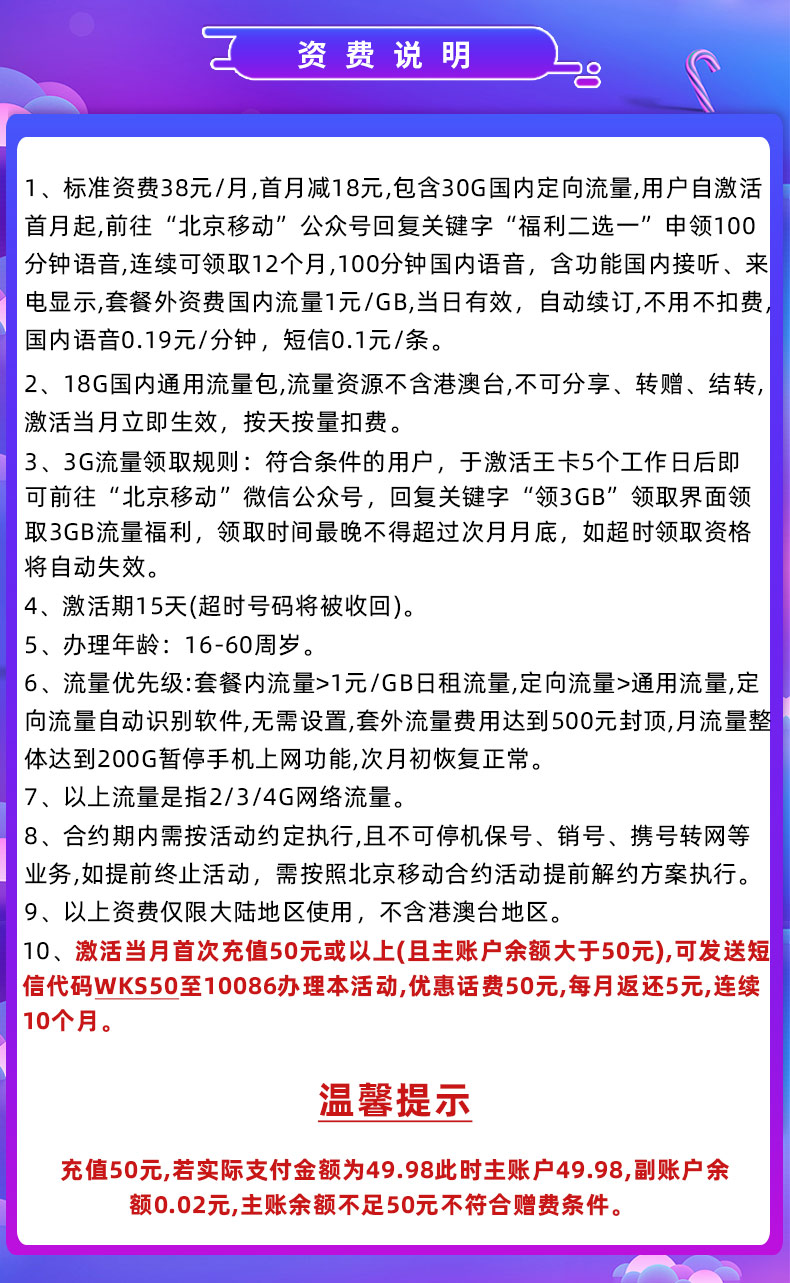 资费说明
1、标准资费38元/月,首月减18元,包含30G国内定向流量,用户自激活
首月起,前往“北京移动”公众号回复关键字“福利二选一”申领100
分钟语音,连续可领取12个月,100分钟国内语音，含功能国内接听、来
电显示,套餐外资费国内流量1元/GB,当日有效，自动续订,不用不扣费,
国内语音0.19元/分钟，短信0.1元/条。
2、18G国内通用流量包,流量资源不含港澳台,不可分享、转赠、结转,
激活当月立即生效，按天按量扣费。
3、3G流量领取规则：符合条件的用户，于激活王卡5个工作日后即
可前往“北京移动”微信公众号，回复关键字“领3GB”领取界面领
取3GB流量福利，领取时间最晚不得超过次月月底，如超时领取资格
将自动失效。
4、激活期15天(超时号码将被收回)。
5、办理年龄：16-60周岁。
6、流量优先级:套餐内流量>1元/GB日租流量,定向流量>通用流量,定
向流量自动识别软件,无需设置,套外流量费用达到500元封顶,月流量整
体达到200G暂停手机上网功能,次月初恢复正常。
7、以上流量是指2/3/4G网络流量。
8、合约期内需按活动约定执行,且不可停机保号、销号、携号转网等
业务,如提前终止活动，需按照北京移动合约活动提前解约方案执行。
9、以上资费仅限大陆地区使用，不含港澳台地区。
10、激活当月首次充值50元或以上(且主账户余额大于50元),可发送短
信代码WKS50至10086办理本活动,优惠话费50元,每月返还5元,连续
10个月。
温馨提示
充值50元,若实际支付金额为49.98此时主账户49.98,副账户余
额0.02元,主账余额不足50元不符合赠费条件。